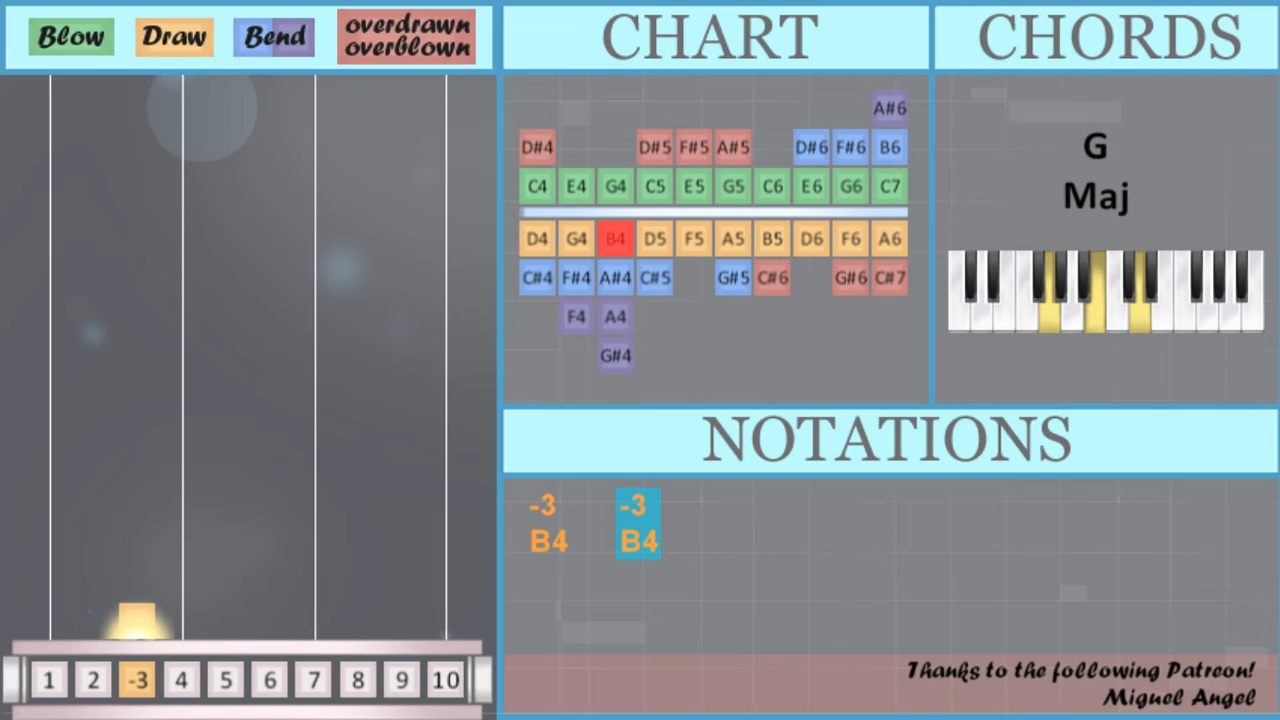 Blow Draw Bend overdrawn
overblown
CHART
CHORDS
A#6
D#4 D#5 F#5 A#5 D#6 F#6 B6
C4 E4 G4 C5 E5 G5 C6 E6 G6 C7
D4 G4 B4 D5 F5 A5 B5 D6 F6 A6
C#4 F#4 A#4 C#5 G#5 C#6 G#6 C#7
F4 A4
G#4
G
Maj
NOTATIONS
-3 -3
B4 B4
1 2 -3 4 5 6 7 8 9 10
Thanks to the following Patreon!
Miguel Angel